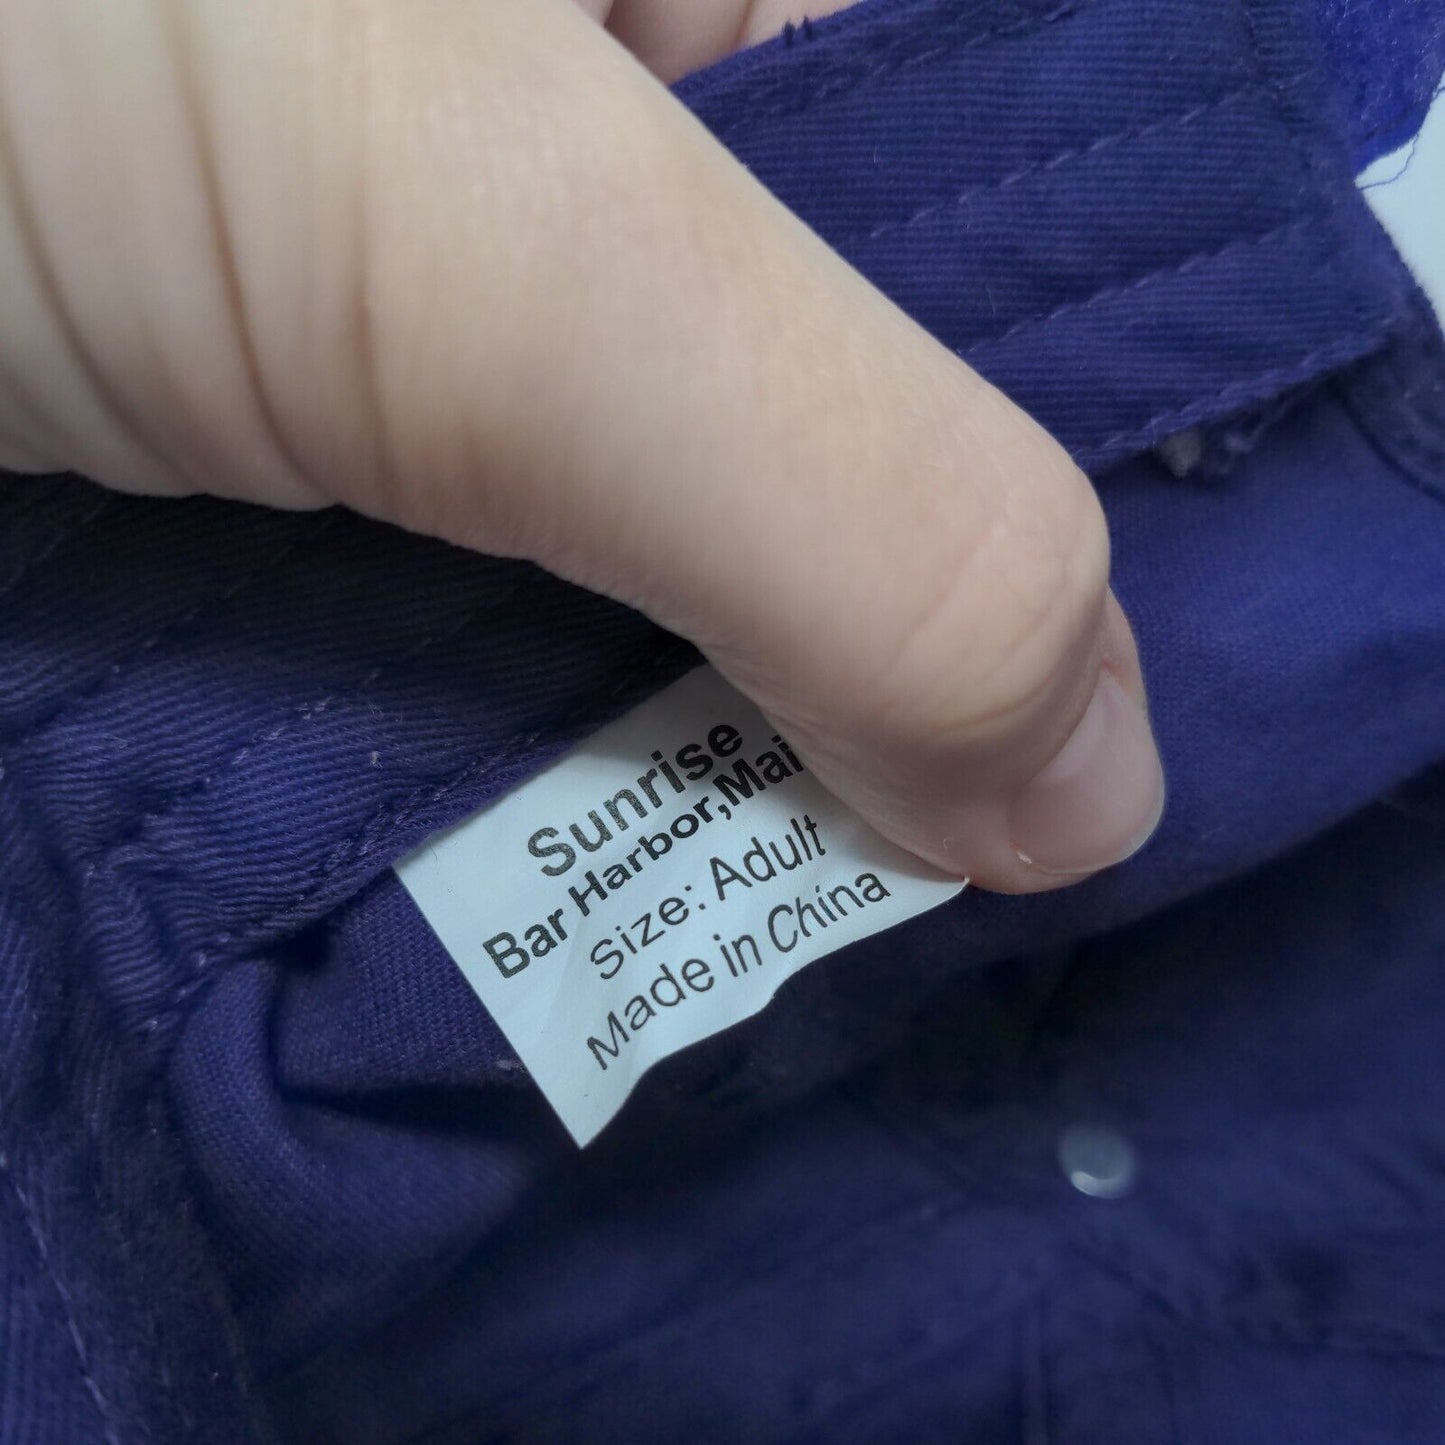 Sunrise
Bar Harbor,Mai
Size: Adult
Made in China